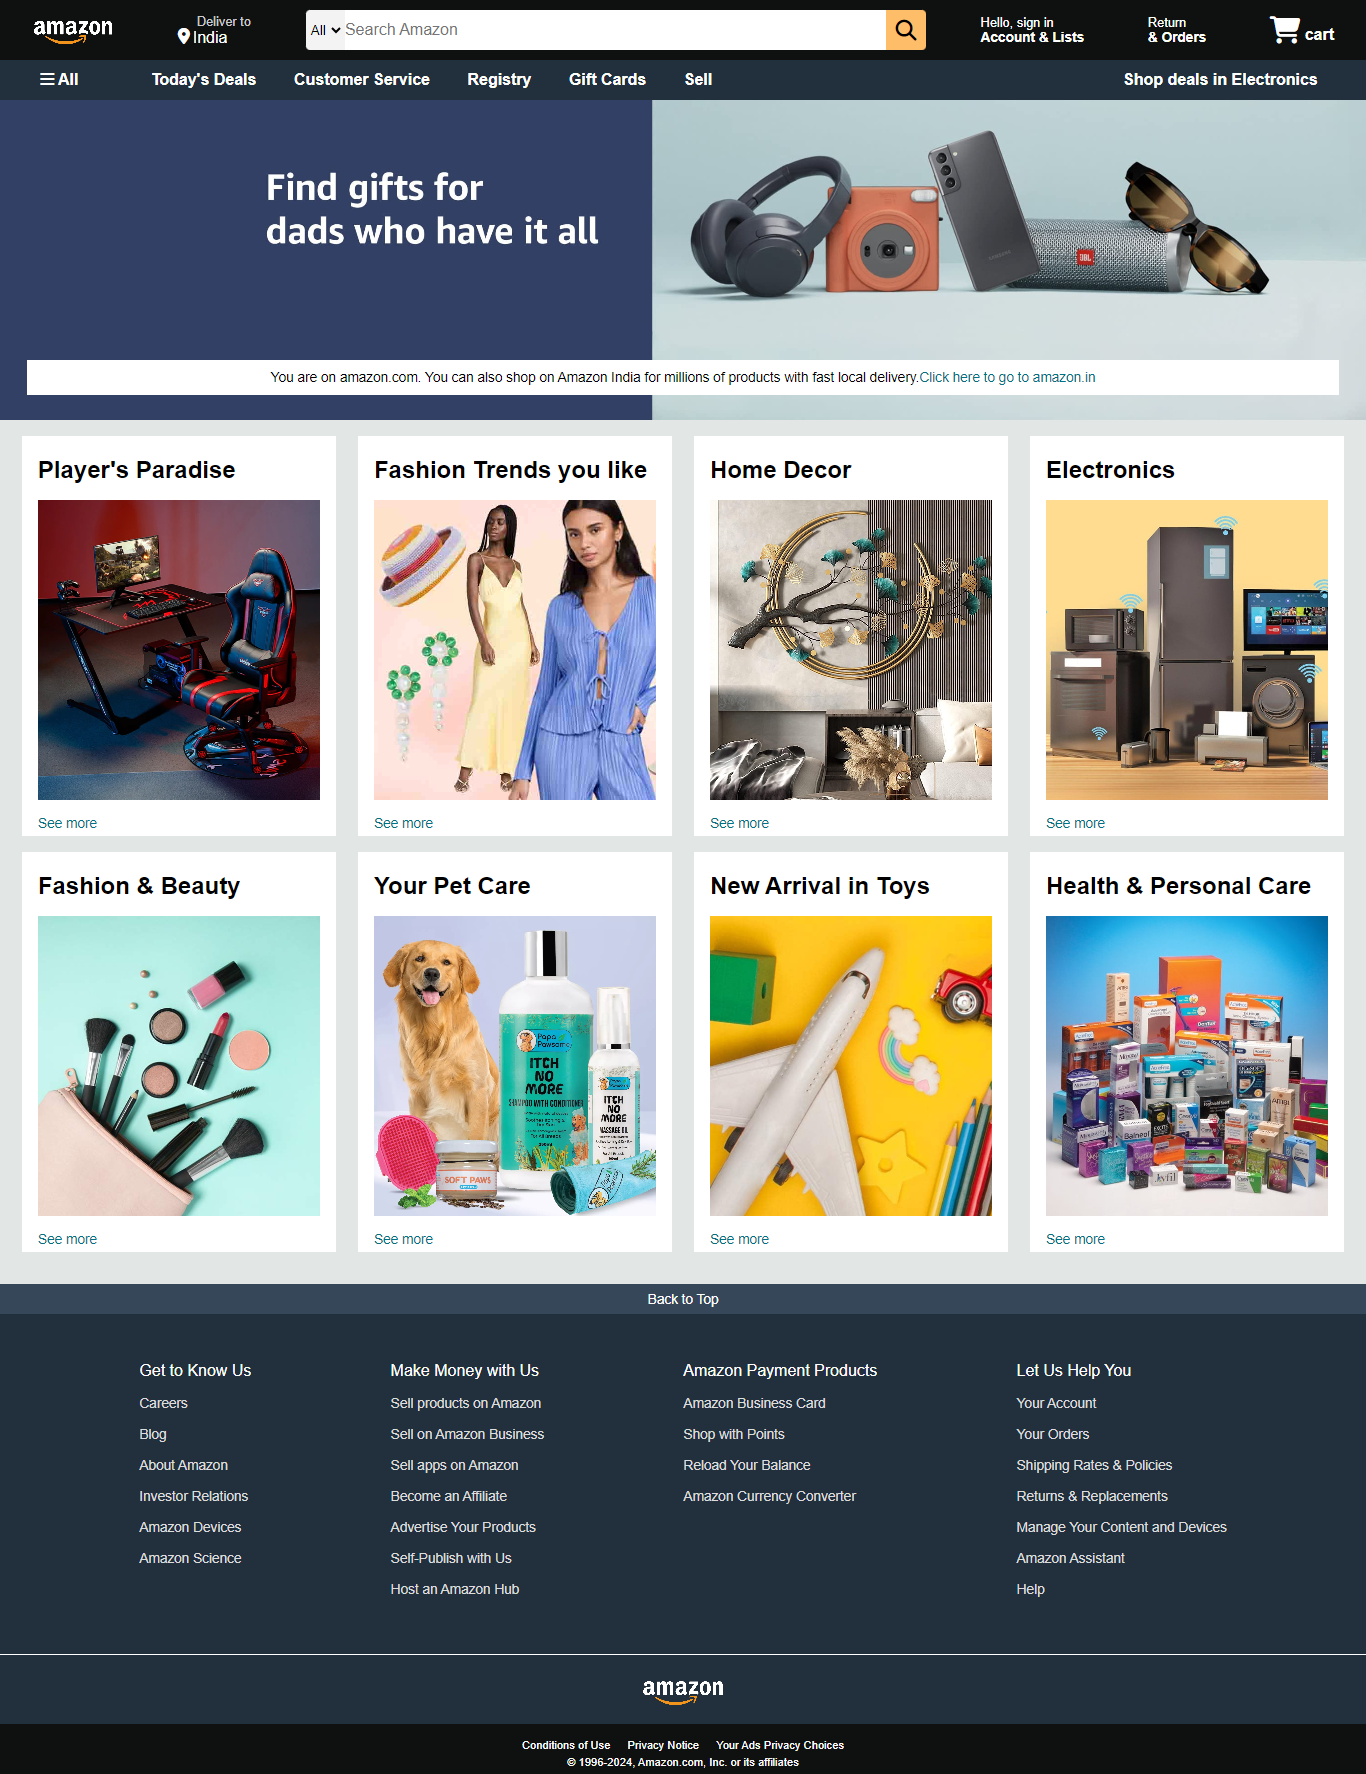 amazon
Deliver to
India
All
Search Amazon
Hello, sign in
Account & Lists
Return
& Orders
cart
All
Today's Deals
Customer Service
Registry
Gift Cards
Sell
Shop deals in Electronics
Find gifts for
dads who have it all
SAMSUNG
JBL
You are on amazon.com. You can also shop on Amazon India for millions of products with fast local delivery.Click here to go to amazon.in
Player's Paradise
Fashion Trends you like
Home Decor
Electronics
See more
See more
See more
See more
Fashion & Beauty
Your Pet Care
New Arrival in Toys
Health & Personal Care
Papa
Pawsome
ITCH
NO
MORE
SHAMPOO WITH CONDITIONER
ITCH
NO
MORE
MASSAGE OIL
SOFT PAWS
See more
See more
See more
See more
Back to Top
Get to Know Us
Careers
Blog
About Amazon
Investor Relations
Amazon Devices
Amazon Science
Make Money with Us
Sell products on Amazon
Sell on Amazon Business
Sell apps on Amazon
Become an Affiliate
Advertise Your Products
Self-Publish with Us
Host an Amazon Hub
Amazon Payment Products
Amazon Business Card
Shop with Points
Reload Your Balance
Amazon Currency Converter
Let Us Help You
Your Account
Your Orders
Shipping Rates & Policies
Returns & Replacements
Manage Your Content and Devices
Amazon Assistant
Help
amazon
Conditions of Use
Privacy Notice
Your Ads Privacy Choices
© 1996-2024, Amazon.com, Inc. or its affiliates